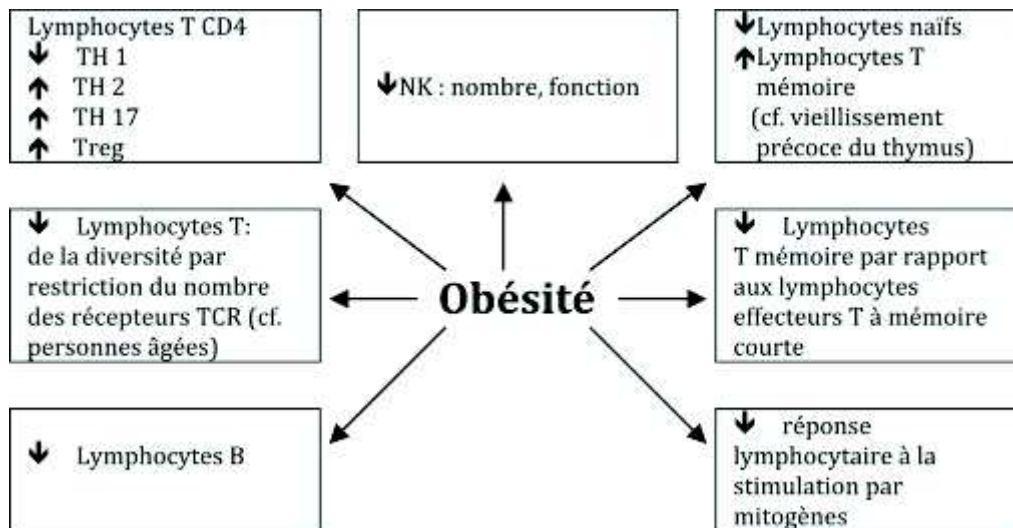 Lymphocytes T CD4
🡫 TH 1
🡩 TH 2
🡩 TH 17
🡩 Treg
🡫NK : nombre, fonction
🡫Lymphocytes naïfs
🡩Lymphocytes T
mémoire
(cf. vieillissement
précoce du thymus)
🡫 Lymphocytes T:
de la diversité par
restriction du nombre
des récepteurs TCR (cf.
personnes âgées)
Obésité
🡫 Lymphocytes
T mémoire par rapport
aux lymphocytes
effecteurs T à mémoire
courte
🡫 Lymphocytes B
🡫 réponse
lymphocytaire à la
stimulation par
mitogènes